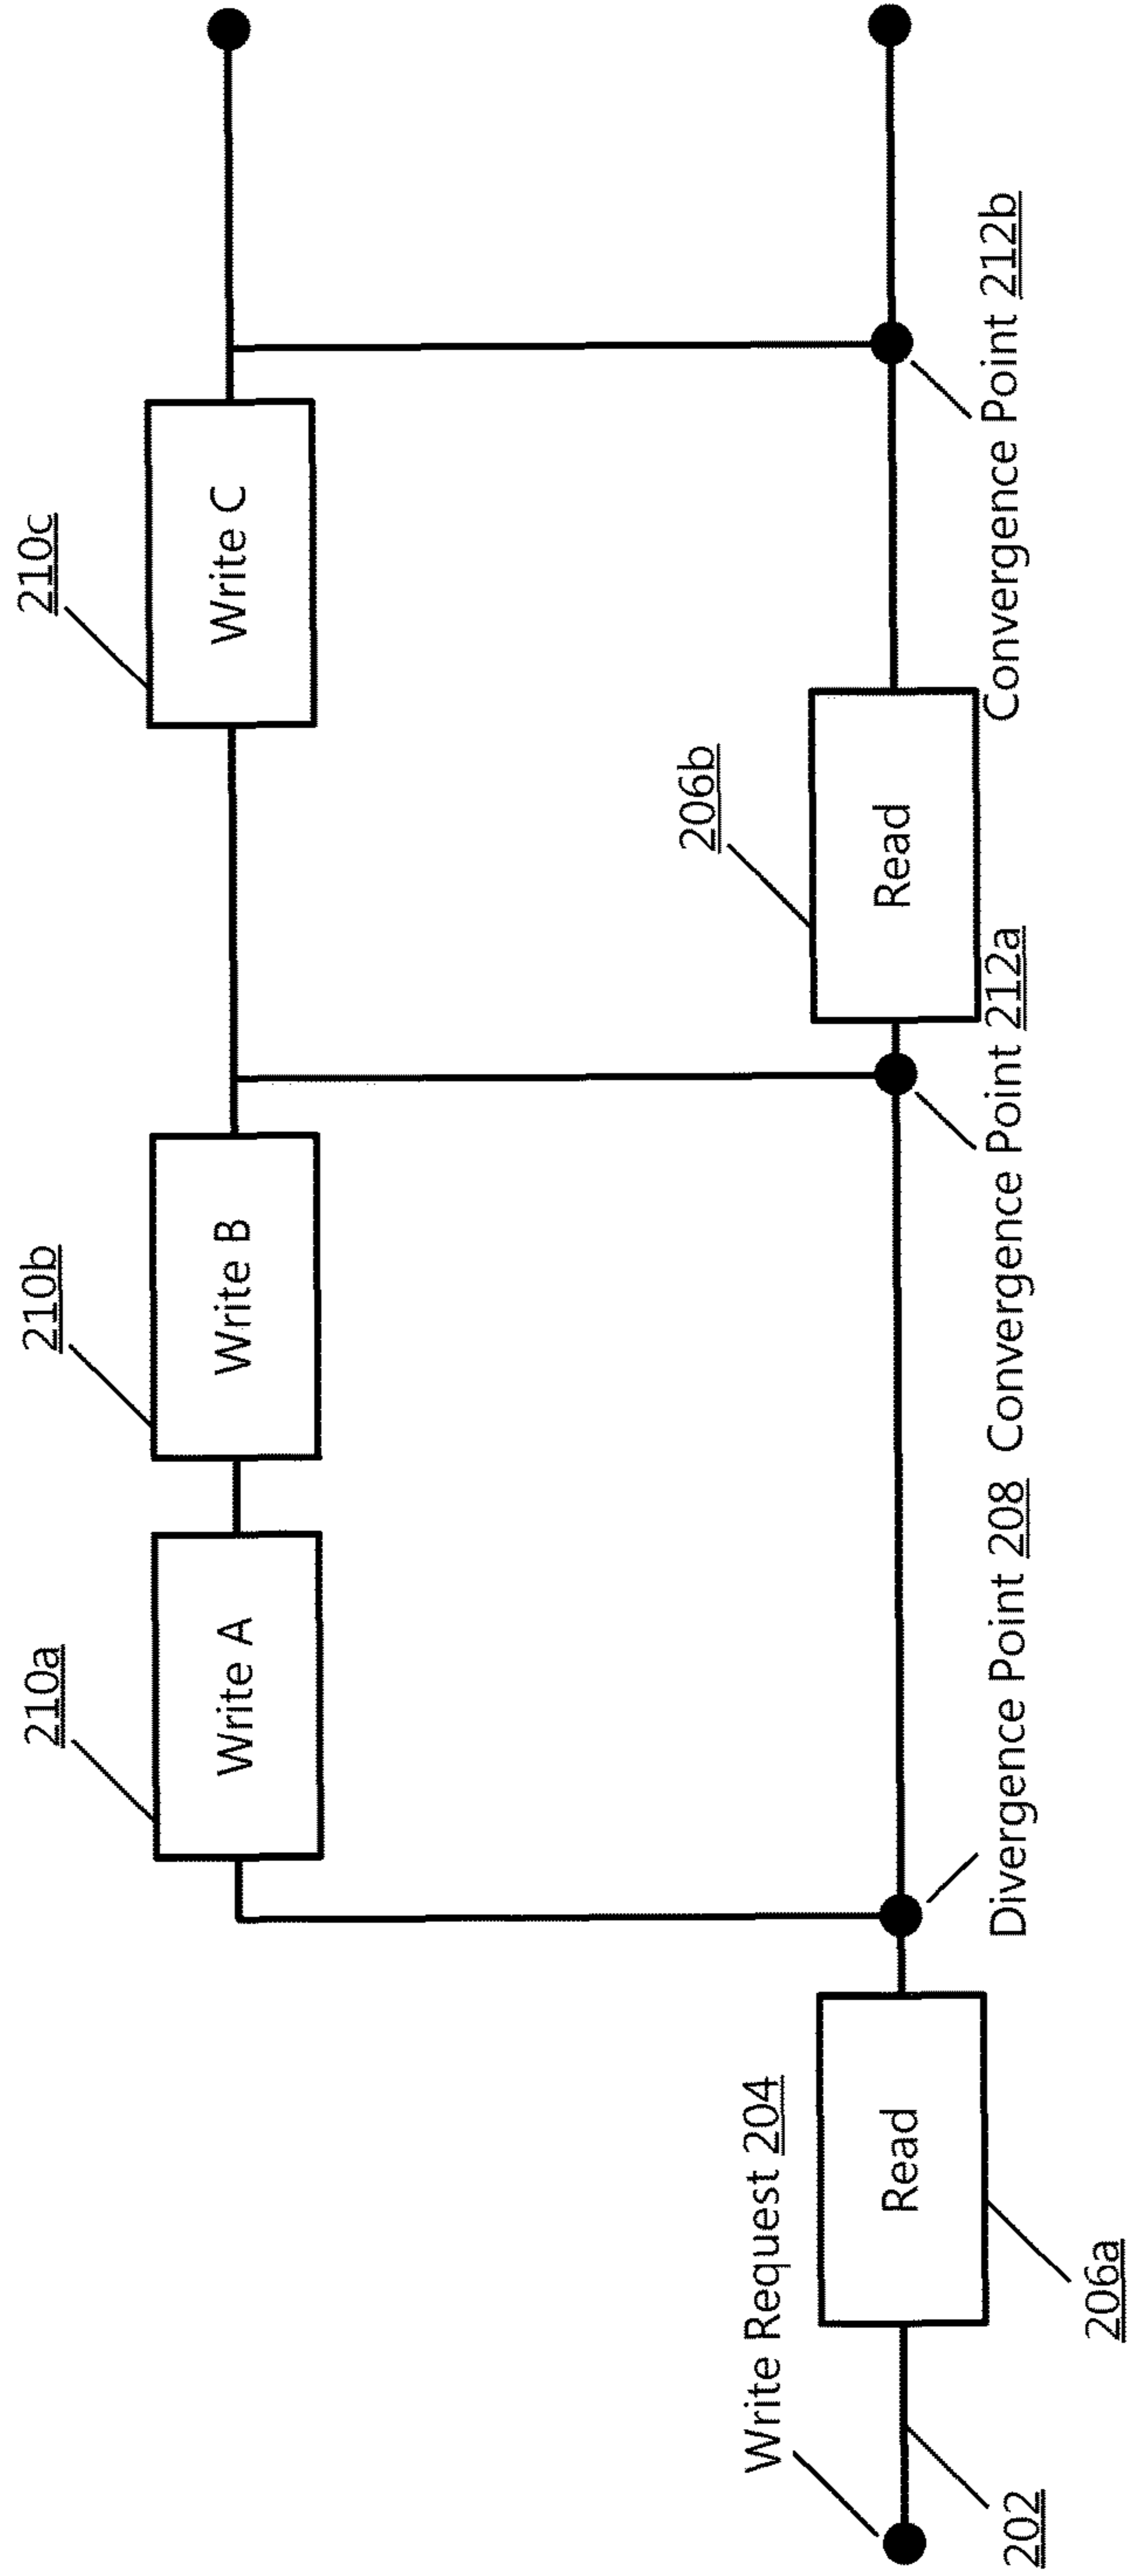 210a
210b
210c
Write A
Write B
Write C
Write Request 204
206b
Read
Read
206a
202
Divergence Point 208
Convergence Point 212a
Convergence Point 212b